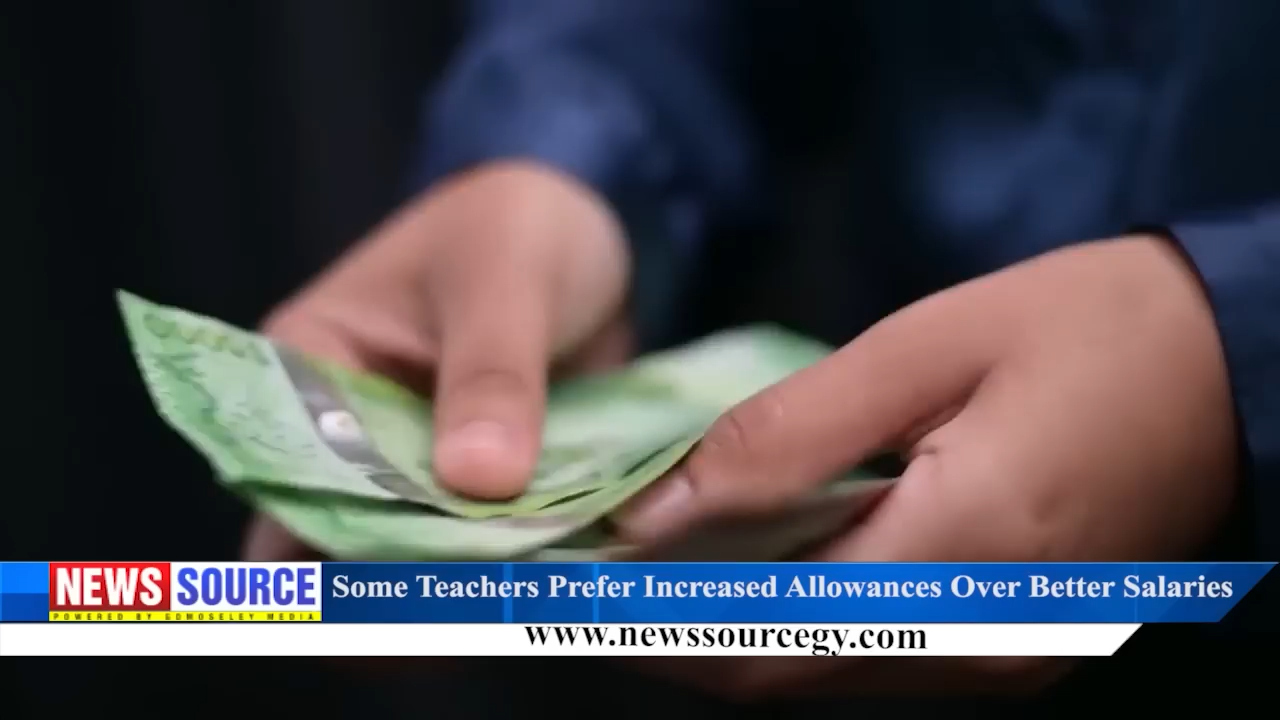 NEWS SOURCE
POWERED BY GDMOSELEY MEDIA
Some Teachers Prefer Increased Allowances Over Better Salaries
www.newssourcegy.com